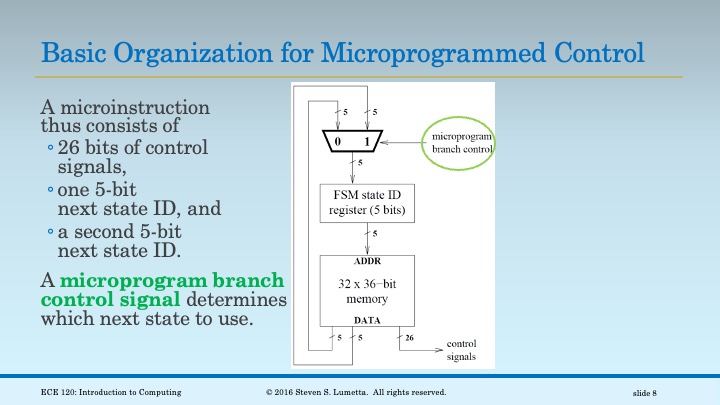 Basic Organization for Microprogrammed Control
A microinstruction
thus consists of
◦ 26 bits of control
signals,
◦ one 5-bit
next state ID, and
◦ a second 5-bit
next state ID.
A microprogram branch
control signal determines
which next state to use.
5 5
0 1
microprogram
branch control
5
FSM state ID
register (5 bits)
5
ADDR
32 x 36−bit
memory
DATA
5 5 26
control
signals
ECE 120: Introduction to Computing © 2016 Steven S. Lumetta. All rights reserved. slide 8